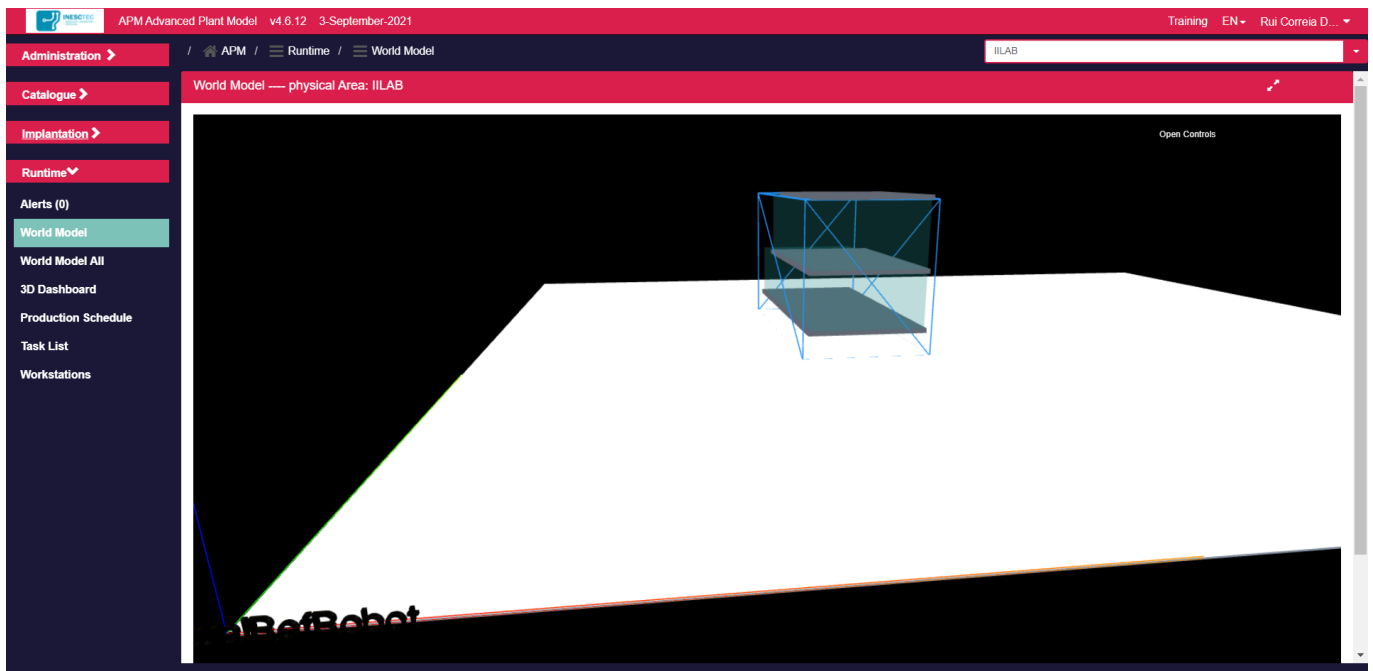 INESCTEC
APM Advanced Plant Model v4.6.12 3-September-2021
Training EN Rui Correia D...
Administration
/ APM / Runtime / World Model
IILAB
Catalogue
World Model ---- physical Area: IILAB
Implantation
Open Controls
Runtime
Alerts (0)
World Model
World Model All
3D Dashboard
Production Schedule
Task List
Workstations
RefRobot